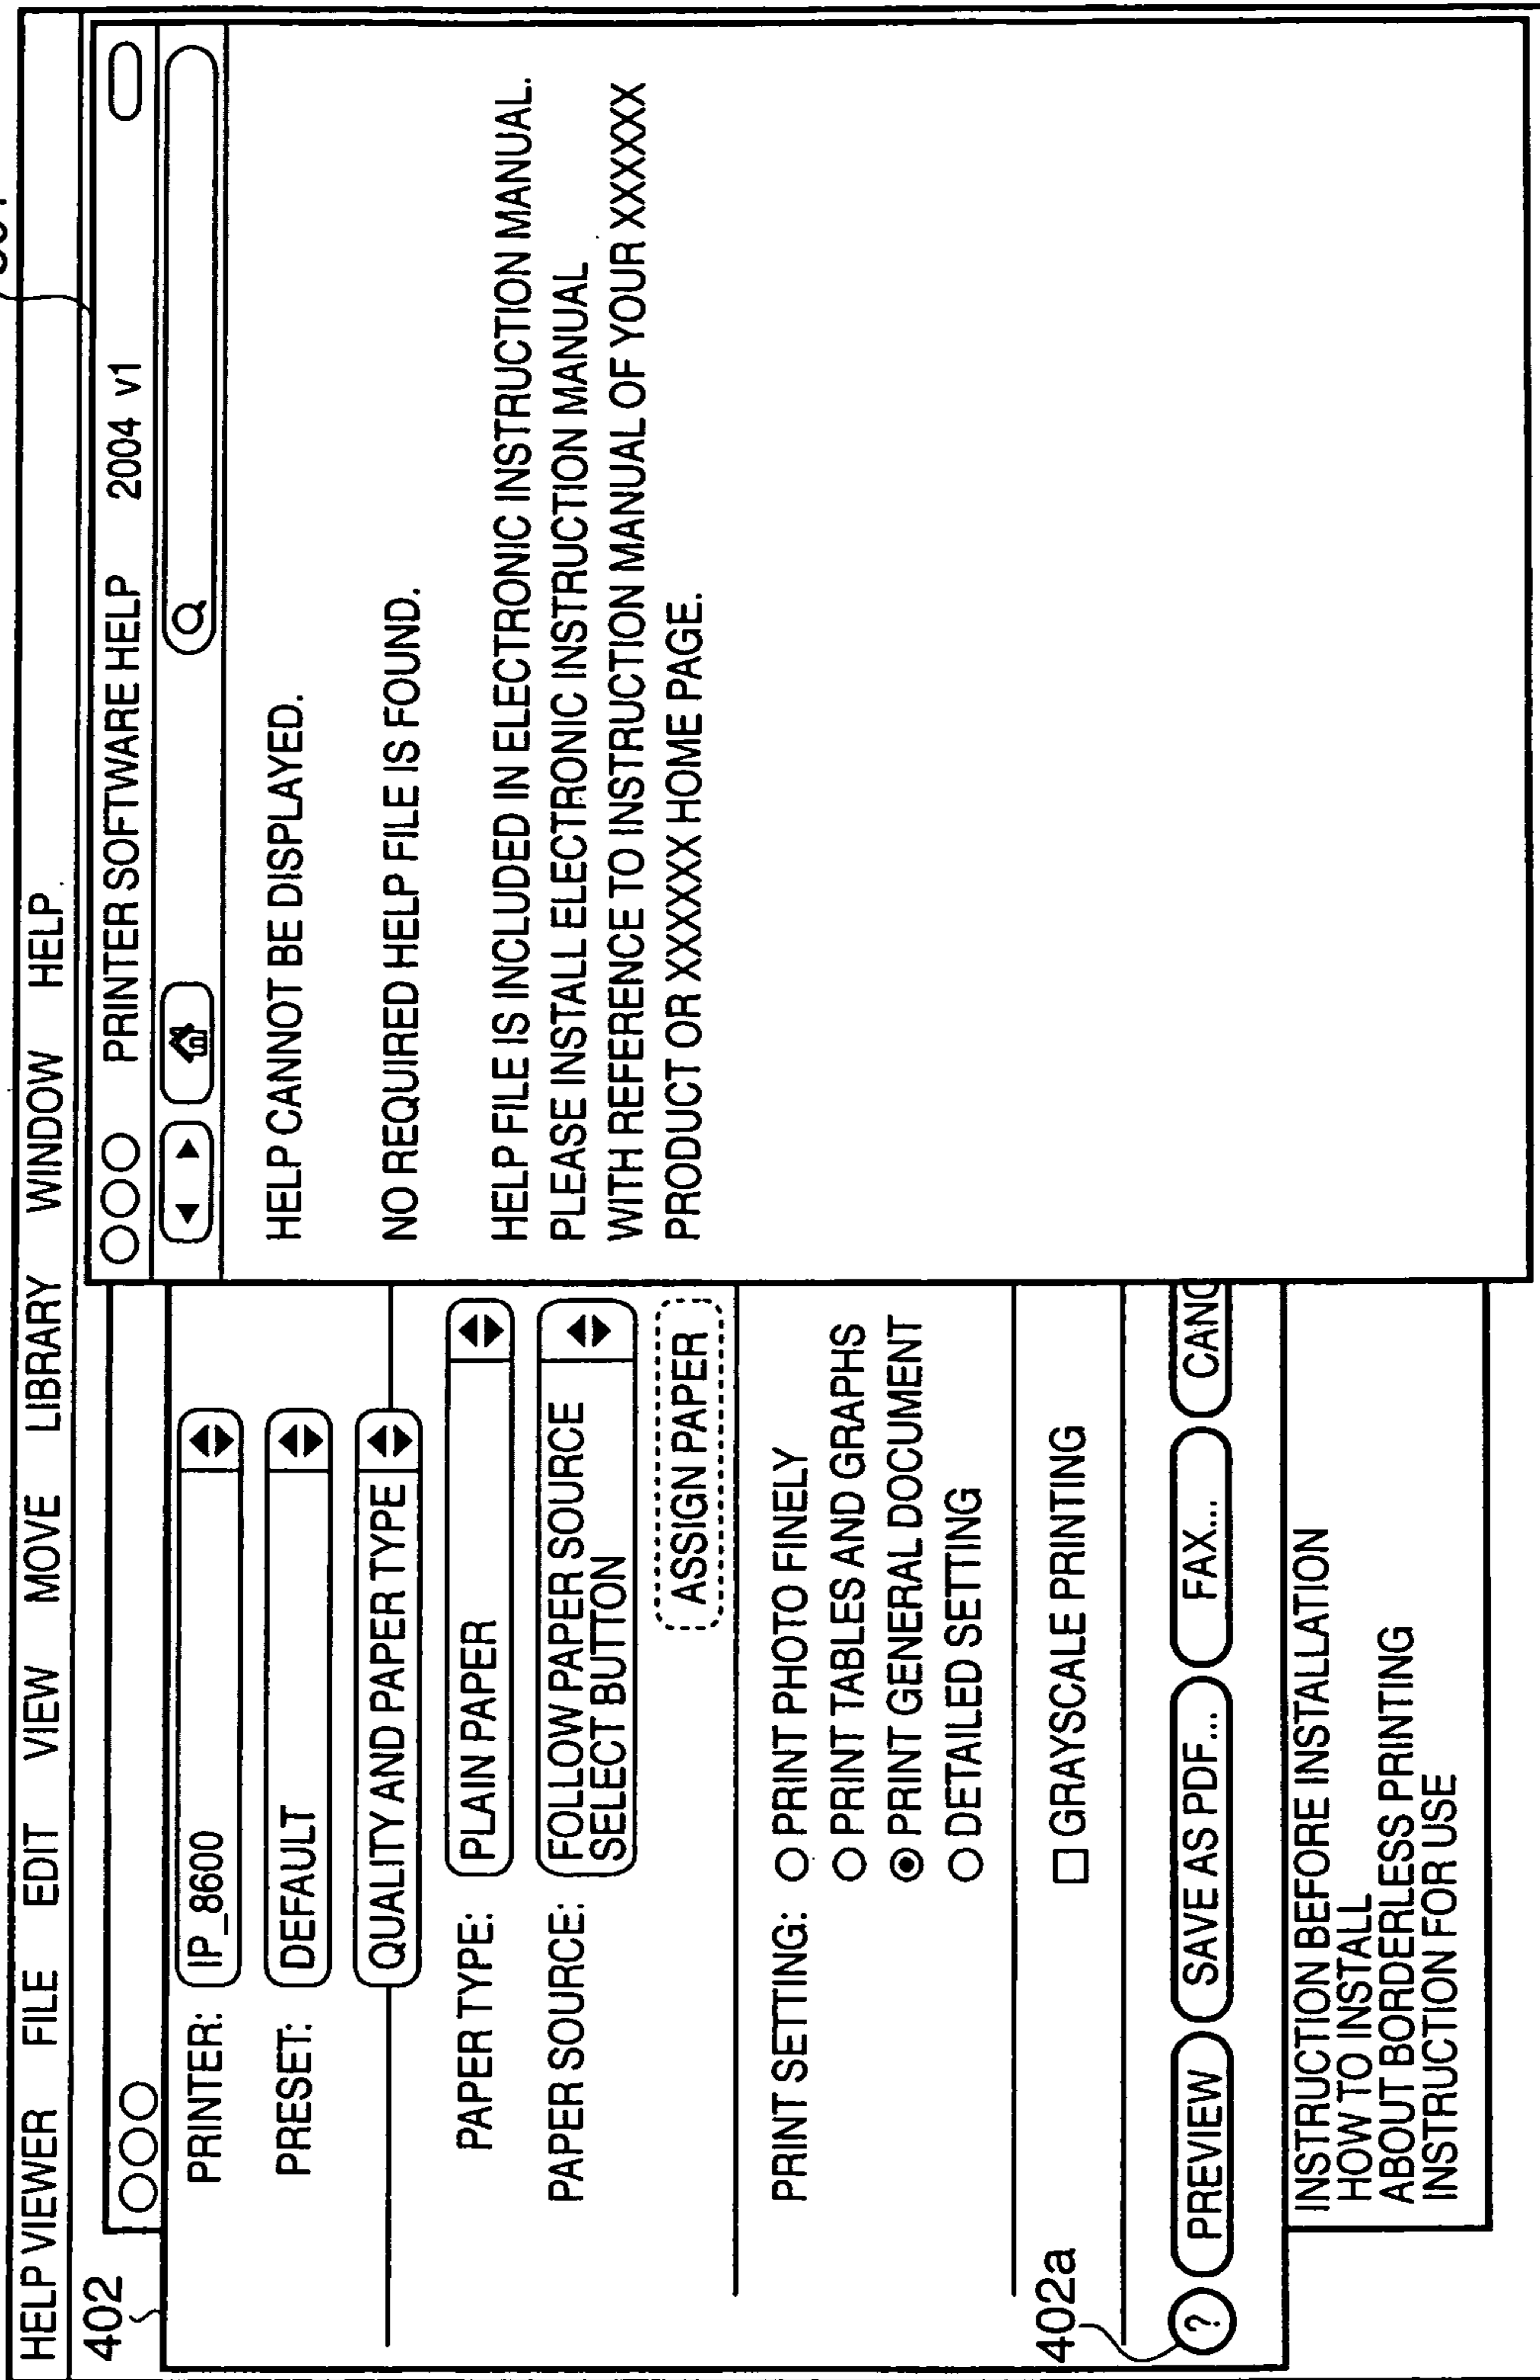 HELP VIEWER FILE EDIT VIEW MOVE LIBRARY WINDOW HELP
402
PRINTER: IP_8600
PRESET: DEFAULT
QUALITY AND PAPER TYPE
PAPER TYPE: PLAIN PAPER
PAPER SOURCE: FOLLOW PAPER SOURCE
SELECT BUTTON
ASSIGN PAPER
PRINT SETTING: PRINT PHOTO FINELY
PRINT TABLES AND GRAPHS
PRINT GENERAL DOCUMENT
DETAILED SETTING
GRAYSCALE PRINTING
402a
? PREVIEW SAVE AS PDF... FAX... CANC
INSTRUCTION BEFORE INSTALLATION
HOW TO INSTALL
ABOUT BORDERLESS PRINTING
INSTRUCTION FOR USE
PRINTER SOFTWARE HELP 2004 v1
HELP CANNOT BE DISPLAYED.
NO REQUIRED HELP FILE IS FOUND.
HELP FILE IS INCLUDED IN ELECTRONIC INSTRUCTION MANUAL.
PLEASE INSTALL ELECTRONIC INSTRUCTION MANUAL
WITH REFERENCE TO INSTRUCTION MANUAL OF YOUR XXXXXX
PRODUCT OR XXXXXX HOME PAGE.